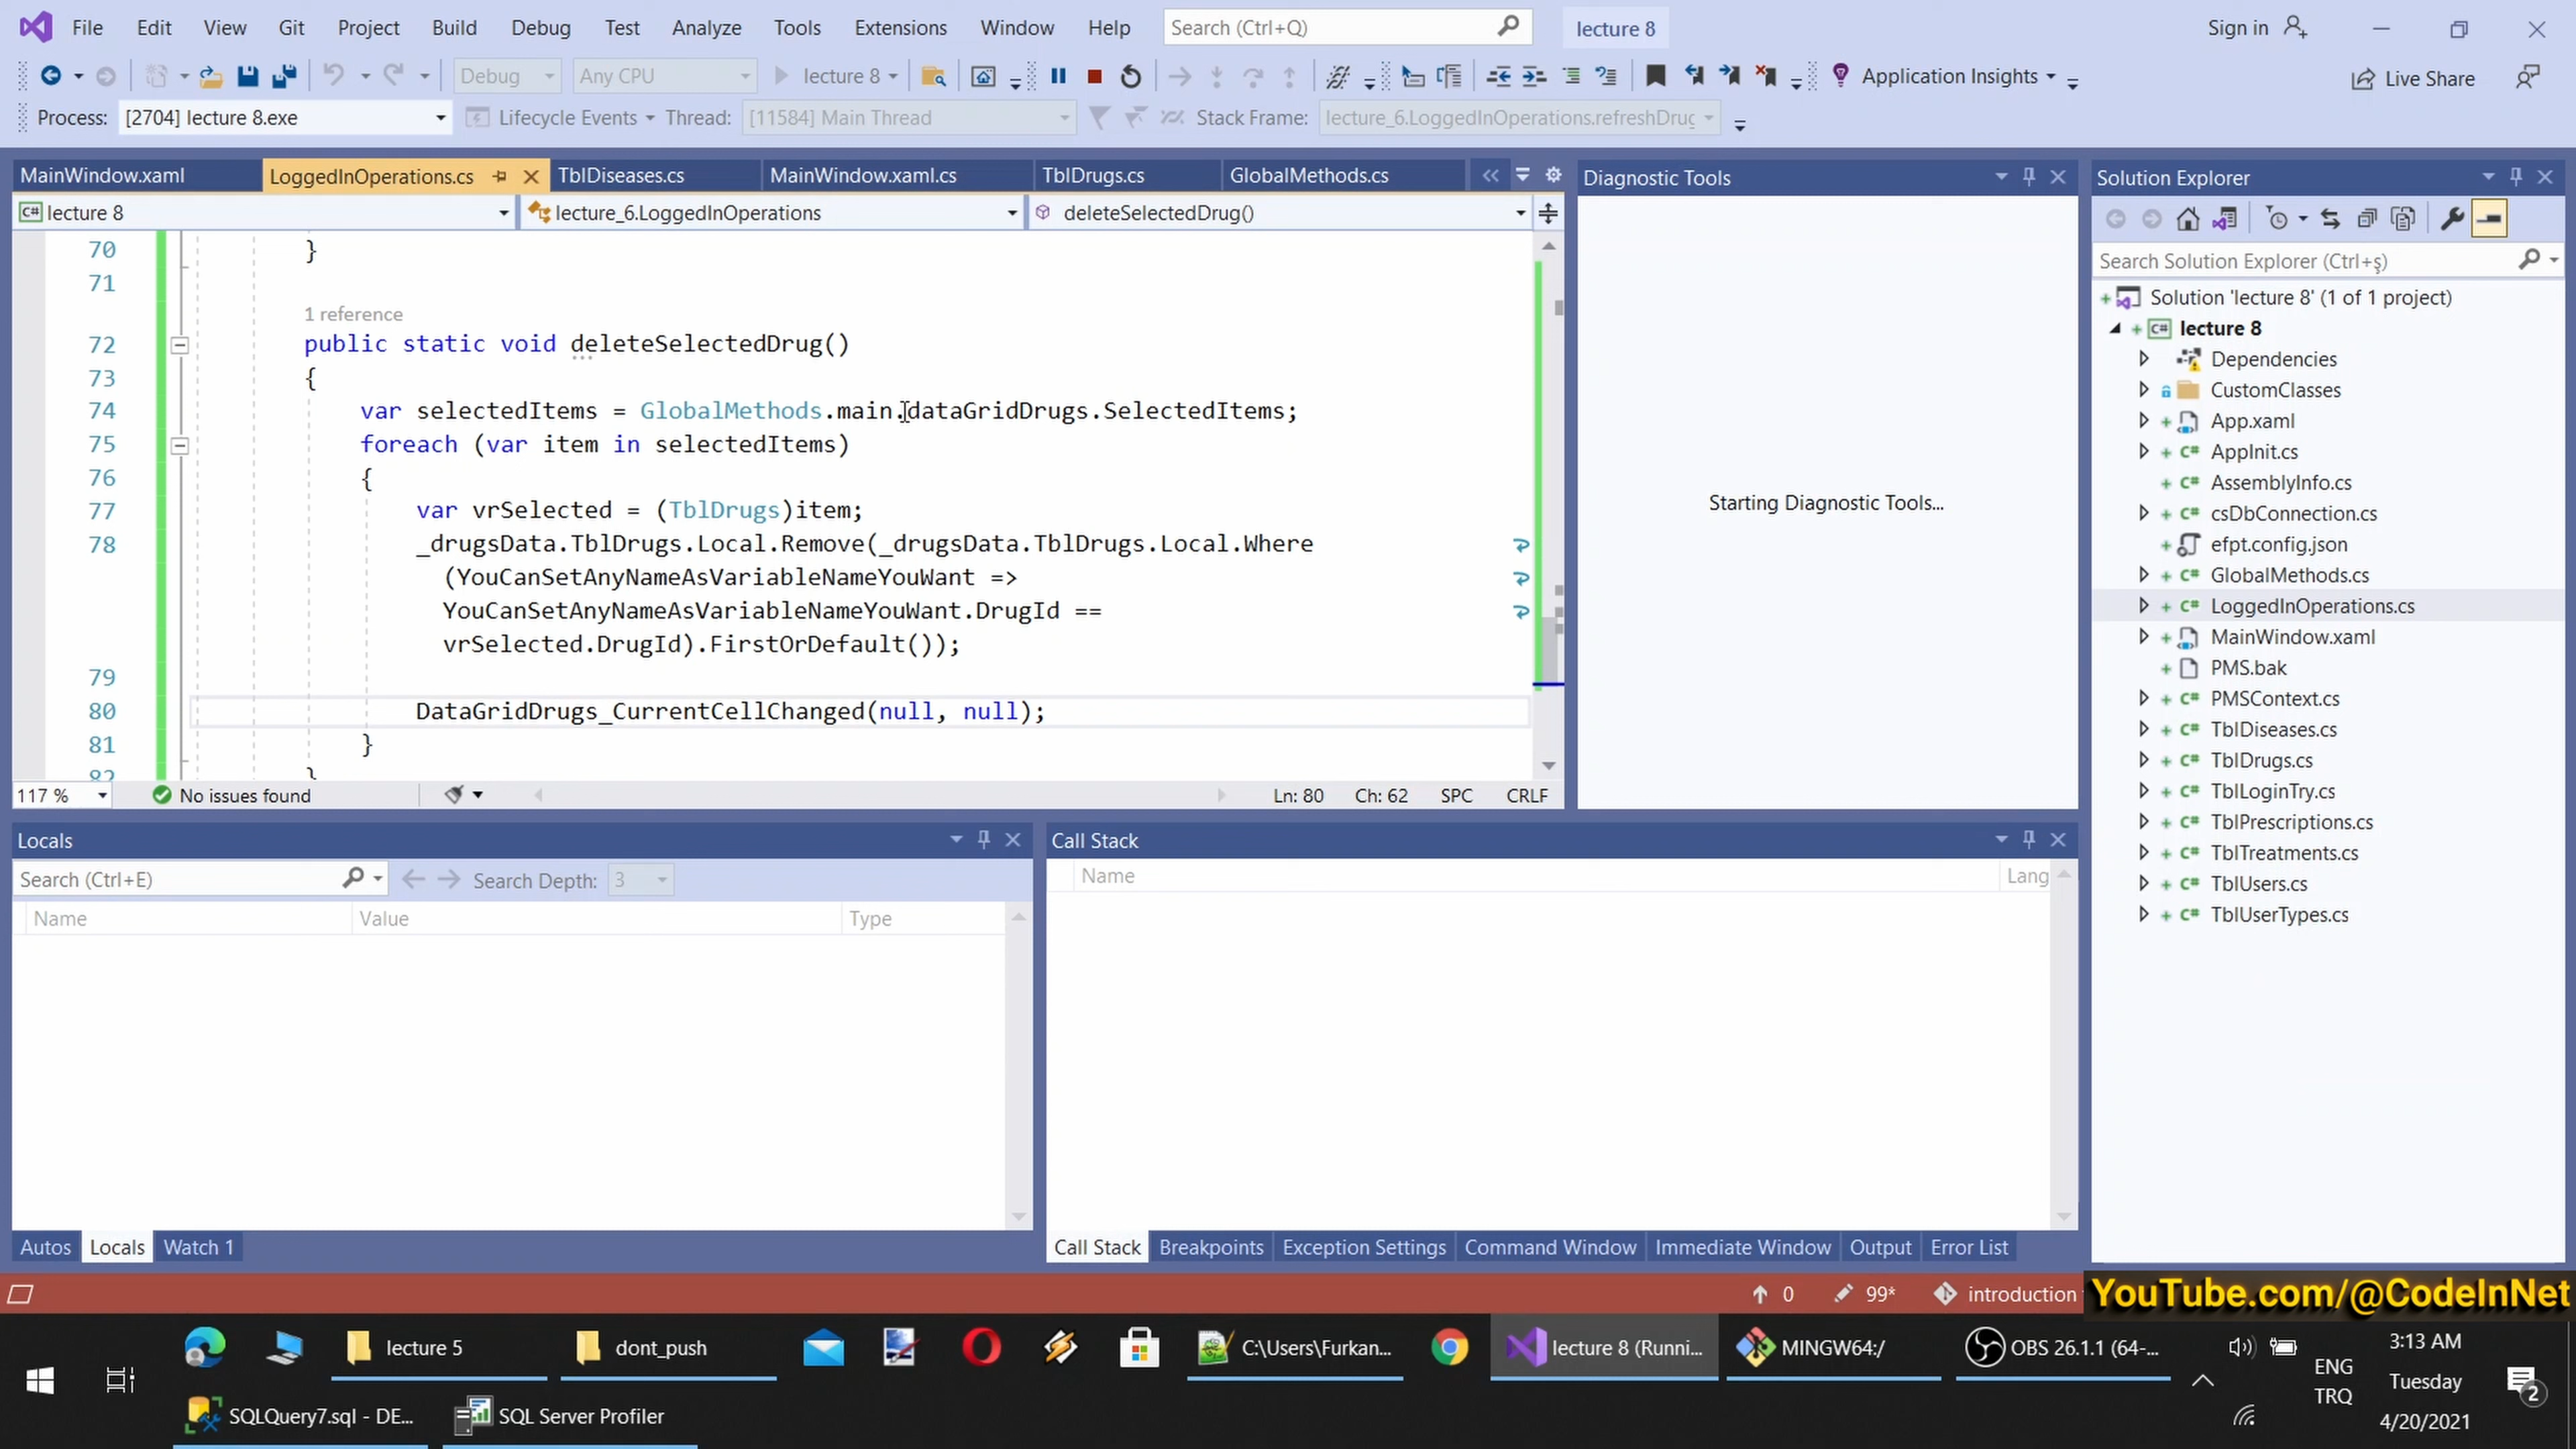 File Edit View Git Project Build Debug Test Analyze Tools Extensions Window Help Search (Ctrl+Q) lecture 8 Sign in
Debug Any CPU lecture 8 Application Insights Live Share
Process: [2704] lecture 8.exe Lifecycle Events Thread: [11584] Main Thread Stack Frame: lecture_6.LoggedInOperations.refreshDrug
MainWindow.xaml LoggedInOperations.cs TblDiseases.cs MainWindow.xaml.cs TblDrugs.cs GlobalMethods.cs
lecture 8 lecture_6.LoggedInOperations deleteSelectedDrug()
70 }
71
1 reference
72 public static void deleteSelectedDrug()
73 {
74 var selectedItems = GlobalMethods.main.dataGridDrugs.SelectedItems;
75 foreach (var item in selectedItems)
76 {
77 var vrSelected = (TblDrugs)item;
78 _drugsData.TblDrugs.Local.Remove(_drugsData.TblDrugs.Local.Where
(YouCanSetAnyNameAsVariableNameYouWant =>
YouCanSetAnyNameAsVariableNameYouWant.DrugId ==
vrSelected.DrugId).FirstOrDefault());
79
80 DataGridDrugs_CurrentCellChanged(null, null);
81 }
82 }
117 % No issues found Ln: 80 Ch: 62 SPC CRLF
Diagnostic Tools
Starting Diagnostic Tools...
Solution Explorer
Search Solution Explorer (Ctrl+ş)
Solution 'lecture 8' (1 of 1 project)
lecture 8
Dependencies
CustomClasses
App.xaml
AppInit.cs
AssemblyInfo.cs
csDbConnection.cs
efpt.config.json
GlobalMethods.cs
LoggedInOperations.cs
MainWindow.xaml
PMS.bak
PMSContext.cs
TblDiseases.cs
TblDrugs.cs
TblLoginTry.cs
TblPrescriptions.cs
TblTreatments.cs
TblUsers.cs
TblUserTypes.cs
Locals
Search (Ctrl+E) Search Depth: 3
Name Value Type
Autos Locals Watch 1
Call Stack
Name Lang
Call Stack Breakpoints Exception Settings Command Window Immediate Window Output Error List
0 99* introduction
YouTube.com/@CodeInNet
lecture 5 dont_push C:\Users\Furkan... lecture 8 (Runni... MINGW64:/ OBS 26.1.1 (64-...
SQLQuery7.sql - DE... SQL Server Profiler
ENG
TRQ
3:13 AM
Tuesday
4/20/2021
2